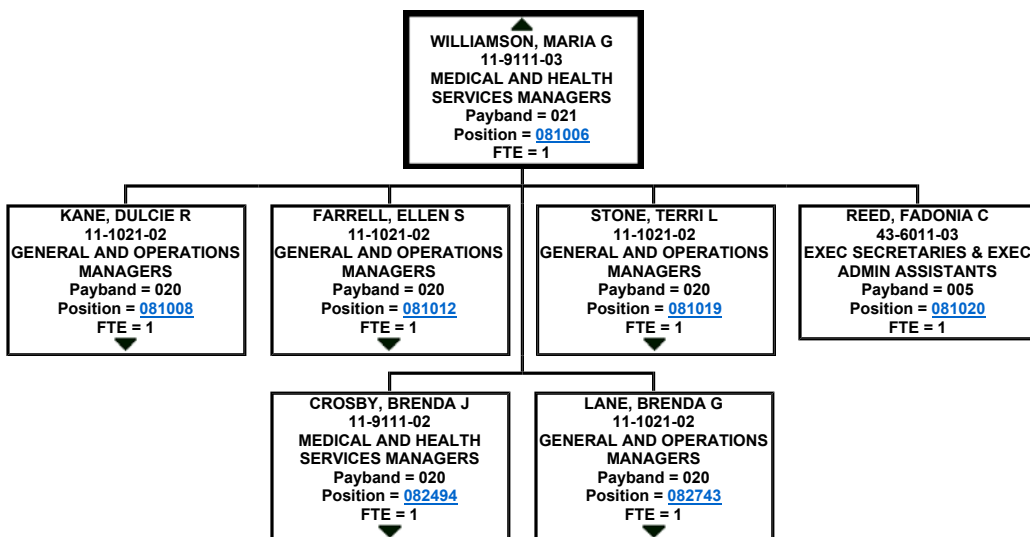 WILLIAMSON, MARIA G
11-9111-03
MEDICAL AND HEALTH
SERVICES MANAGERS
Payband = 021
Position = 081006
FTE = 1
KANE, DULCIE R
11-1021-02
GENERAL AND OPERATIONS
MANAGERS
Payband = 020
Position = 081008
FTE = 1
FARRELL, ELLEN S
11-1021-02
GENERAL AND OPERATIONS
MANAGERS
Payband = 020
Position = 081012
FTE = 1
STONE, TERRI L
11-1021-02
GENERAL AND OPERATIONS
MANAGERS
Payband = 020
Position = 081019
FTE = 1
REED, FADONIA C
43-6011-03
EXEC SECRETARIES & EXEC
ADMIN ASSISTANTS
Payband = 005
Position = 081020
FTE = 1
CROSBY, BRENDA J
11-9111-02
MEDICAL AND HEALTH
SERVICES MANAGERS
Payband = 020
Position = 082494
FTE = 1
LANE, BRENDA G
11-1021-02
GENERAL AND OPERATIONS
MANAGERS
Payband = 020
Position = 082743
FTE = 1